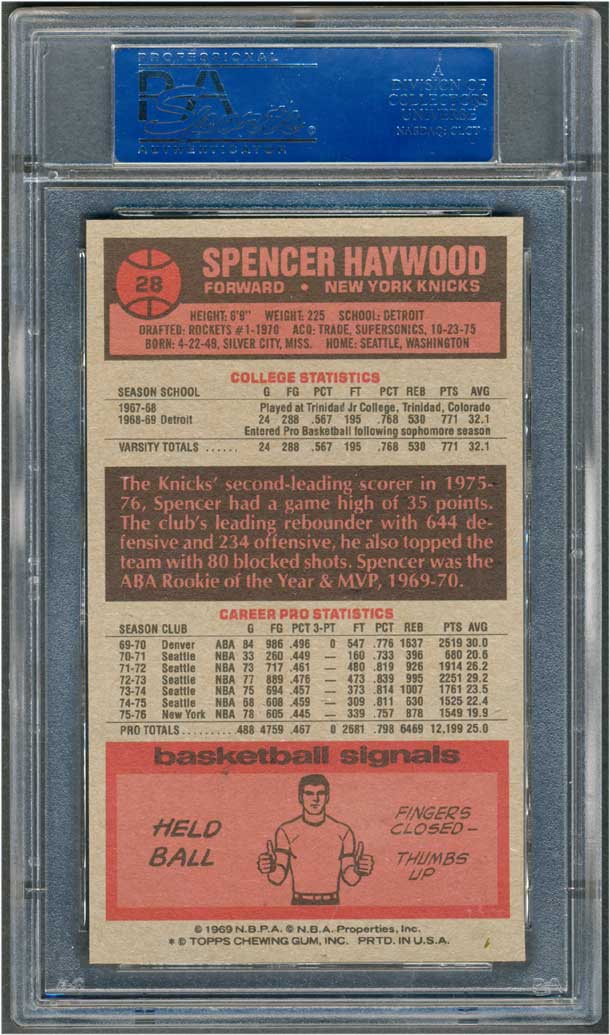 PROFESSIONAL
PSA
Sports®
AUTHENTICATOR
A
DIVISION OF
COLLECTORS
UNIVERSE
NASDAQ: CLCT
28
SPENCER HAYWOOD
FORWARD • NEW YORK KNICKS
HEIGHT: 6'9" WEIGHT: 225 SCHOOL: DETROIT
DRAFTED: ROCKETS #1-1970 ACQ: TRADE, SUPERSONICS, 10-23-75
BORN: 4-22-49, SILVER CITY, MISS. HOME: SEATTLE, WASHINGTON
COLLEGE STATISTICS
SEASON SCHOOL G FG PCT FT PCT REB PTS AVG
1967-68 Played at Trinidad Jr College, Trinidad, Colorado
1968-69 Detroit 24 288 .567 195 .768 530 771 32.1
Entered Pro Basketball following sophomore season
VARSITY TOTALS ...... 24 288 .567 195 .768 530 771 32.1
The Knicks' second-leading scorer in 1975-
76, Spencer had a game high of 35 points.
The club's leading rebounder with 644 de-
fensive and 234 offensive, he also topped the
team with 80 blocked shots. Spencer was the
ABA Rookie of the Year & MVP, 1969-70.
CAREER PRO STATISTICS
SEASON CLUB G FG PCT 3-PT FT PCT REB PTS AVG
69-70 Denver ABA 84 986 .496 0 547 .776 1637 2519 30.0
70-71 Seattle NBA 33 260 .449 — 160 .733 396 680 20.6
71-72 Seattle NBA 73 717 .461 — 480 .819 926 1914 26.2
72-73 Seattle NBA 77 889 .476 — 473 .839 995 2251 29.2
73-74 Seattle NBA 75 694 .457 — 373 .814 1007 1761 23.5
74-75 Seattle NBA 68 608 .459 — 309 .811 630 1525 22.4
75-76 New York NBA 78 605 .445 — 339 .757 878 1549 19.9
PRO TOTALS......... 488 4759 .467 0 2681 .798 6469 12,199 25.0
basketball signals
HELD
BALL
FINGERS
CLOSED—
THUMBS
UP
© 1969 N.B.P.A. © N.B.A. Properties, Inc.
* © TOPPS CHEWING GUM, INC. PRTD. IN U.S.A.